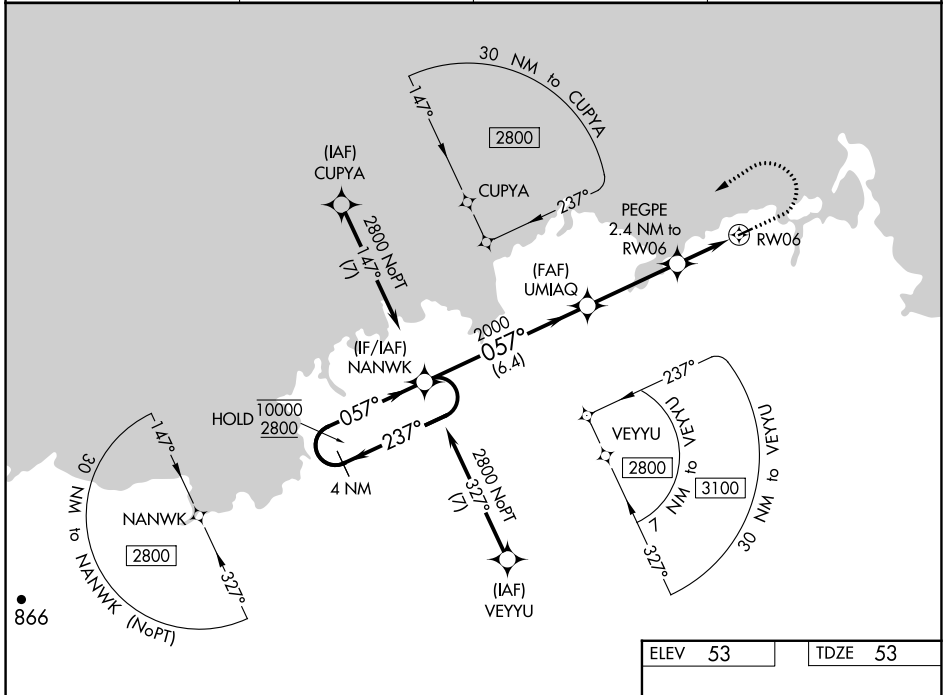 30 NM to CUPYA
147°
2800
(IAF)
CUPYA
CUPYA
237°
2800 NoPT
147°
(7)
PEGPE
2.4 NM to
RW06
RW06
(FAF)
UMIAQ
2000
057°
(6.4)
(IF/IAF)
NANWK
HOLD
10000
2800
057°
237°
4 NM
237°
VEYYU
2800
7 NM to VEYYU
3100
30 NM to VEYYU
327°
147°
NANWK
2800
30 NM to NANWK (NoPT)
327°
2800 NoPT
327°
(7)
(IAF)
VEYYU
866
ELEV 53
TDZE 53